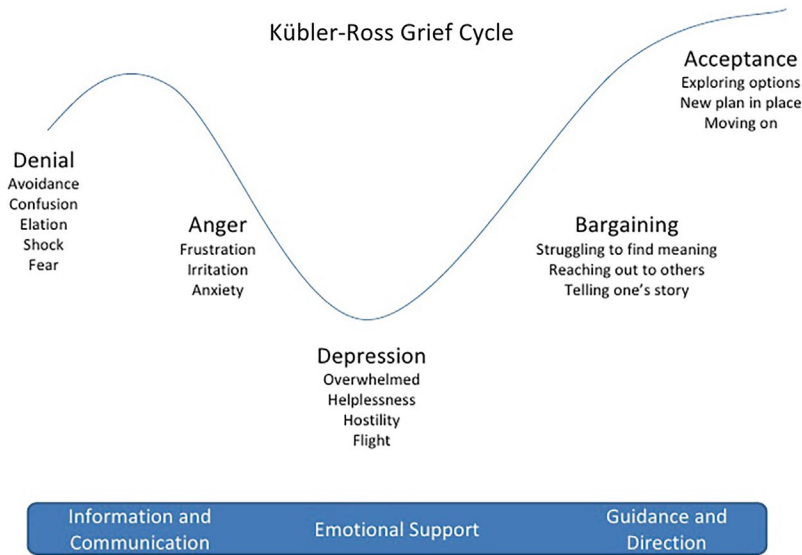 Kübler-Ross Grief Cycle
Denial
Avoidance
Confusion
Elation
Shock
Fear
Anger
Frustration
Irritation
Anxiety
Depression
Overwhelmed
Helplessness
Hostility
Flight
Bargaining
Struggling to find meaning
Reaching out to others
Telling one's story
Acceptance
Exploring options
New plan in place
Moving on
Information and
Communication
Emotional Support
Guidance and
Direction